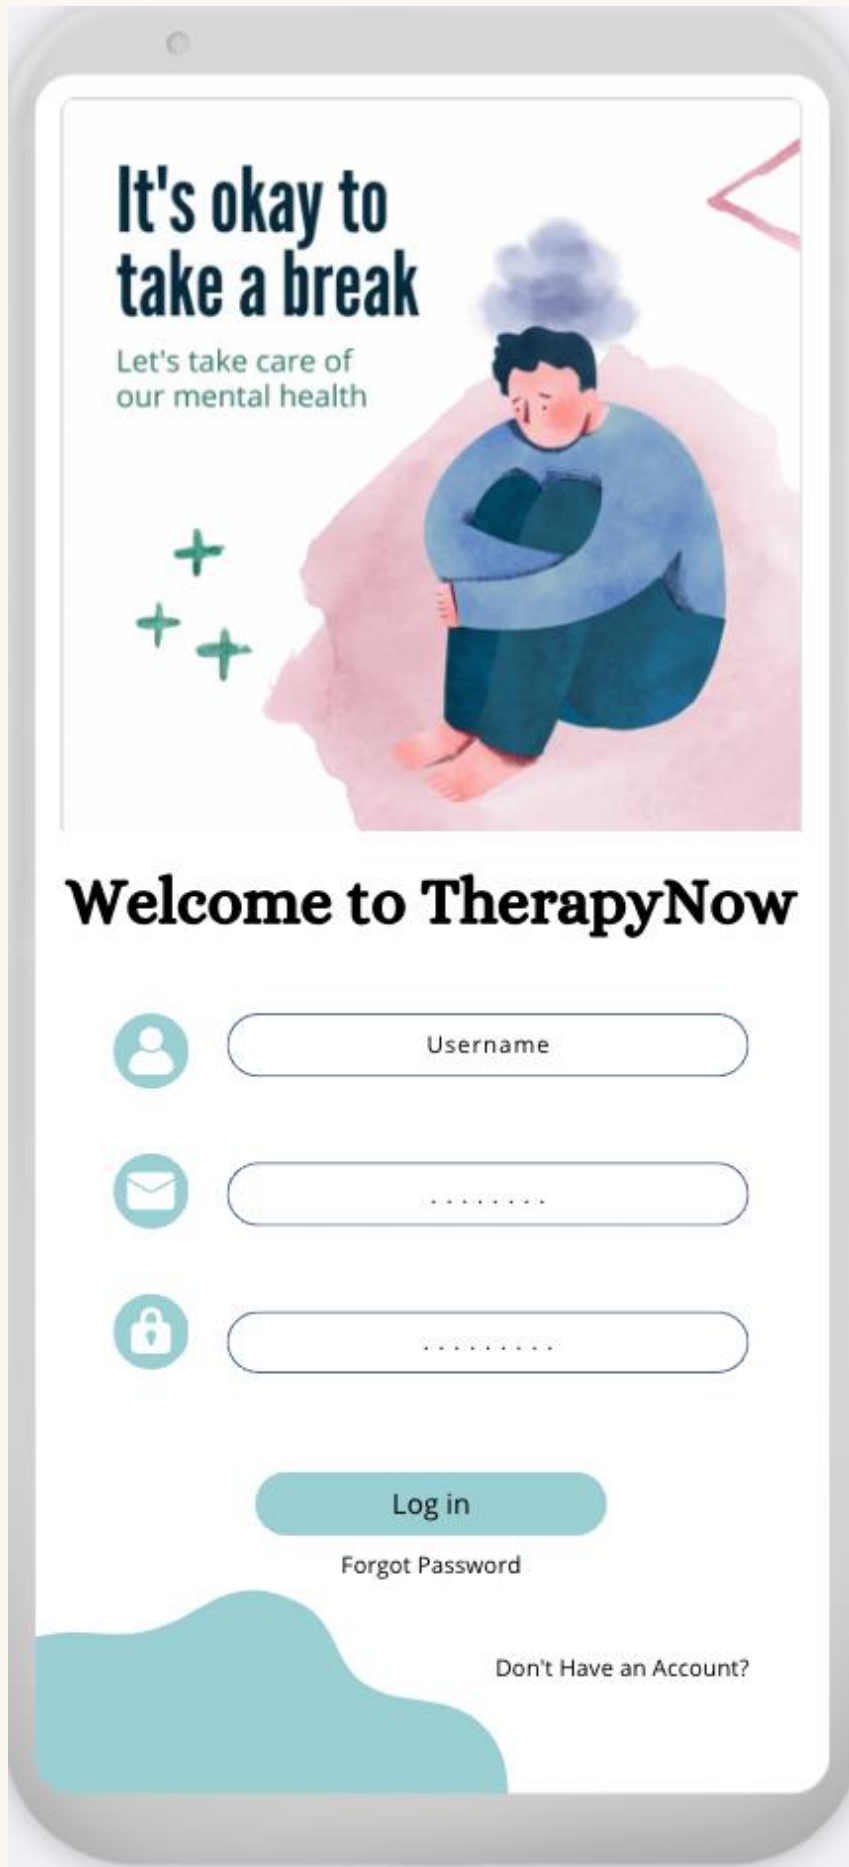 It's okay to
take a break
Let's take care of
our mental health
Welcome to TherapyNow
Username
........
.........
Log in
Forgot Password
Don't Have an Account?